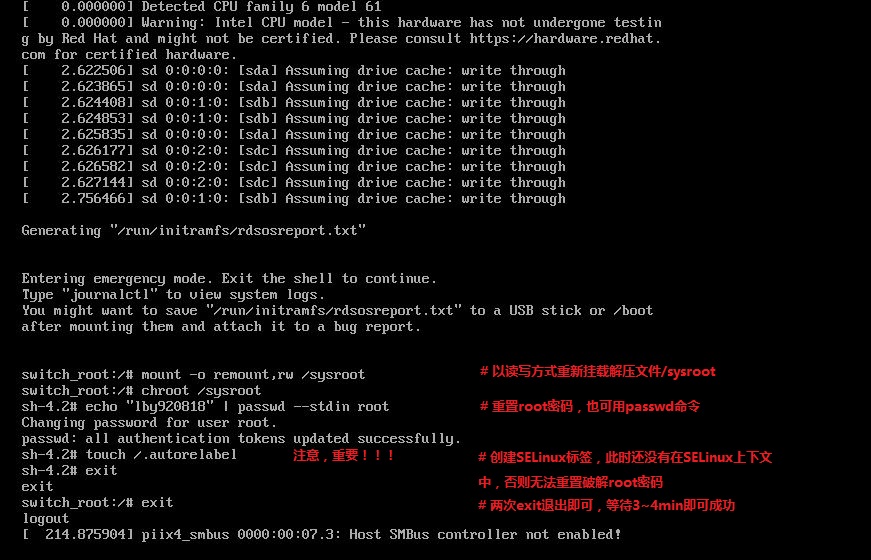 [    0.000000] Detected CPU family 6 model 61
[    0.000000] Warning: Intel CPU model - this hardware has not undergone testin
g by Red Hat and might not be certified. Please consult https://hardware.redhat.
com for certified hardware.
[    2.622506] sd 0:0:0:0: [sda] Assuming drive cache: write through
[    2.623865] sd 0:0:0:0: [sda] Assuming drive cache: write through
[    2.624408] sd 0:0:1:0: [sdb] Assuming drive cache: write through
[    2.624853] sd 0:0:1:0: [sdb] Assuming drive cache: write through
[    2.625835] sd 0:0:0:0: [sda] Assuming drive cache: write through
[    2.626177] sd 0:0:2:0: [sdc] Assuming drive cache: write through
[    2.626582] sd 0:0:2:0: [sdc] Assuming drive cache: write through
[    2.627144] sd 0:0:2:0: [sdc] Assuming drive cache: write through
[    2.756466] sd 0:0:1:0: [sdb] Assuming drive cache: write through
Generating "/run/initramfs/rdsosreport.txt"
Entering emergency mode. Exit the shell to continue.
Type "journalctl" to view system logs.
You might want to save "/run/initramfs/rdsosreport.txt" to a USB stick or /boot
after mounting them and attach it to a bug report.
switch_root:/# mount -o remount,rw /sysroot # 以读写方式重新挂载解压文件/sysroot
switch_root:/# chroot /sysroot
sh-4.2# echo "lby920818" | passwd --stdin root # 重置root密码，也可用passwd命令
Changing password for user root.
passwd: all authentication tokens updated successfully.
sh-4.2# touch /.autorelabel 注意，重要！！！ # 创建SELinux标签，此时还没有在SELinux上下文
sh-4.2# exit
exit 中，否则无法重置破解root密码
switch_root:/# exit # 两次exit退出即可，等待3~4min即可成功
logout
[  214.875904] piix4_smbus 0000:00:07.3: Host SMBus controller not enabled!